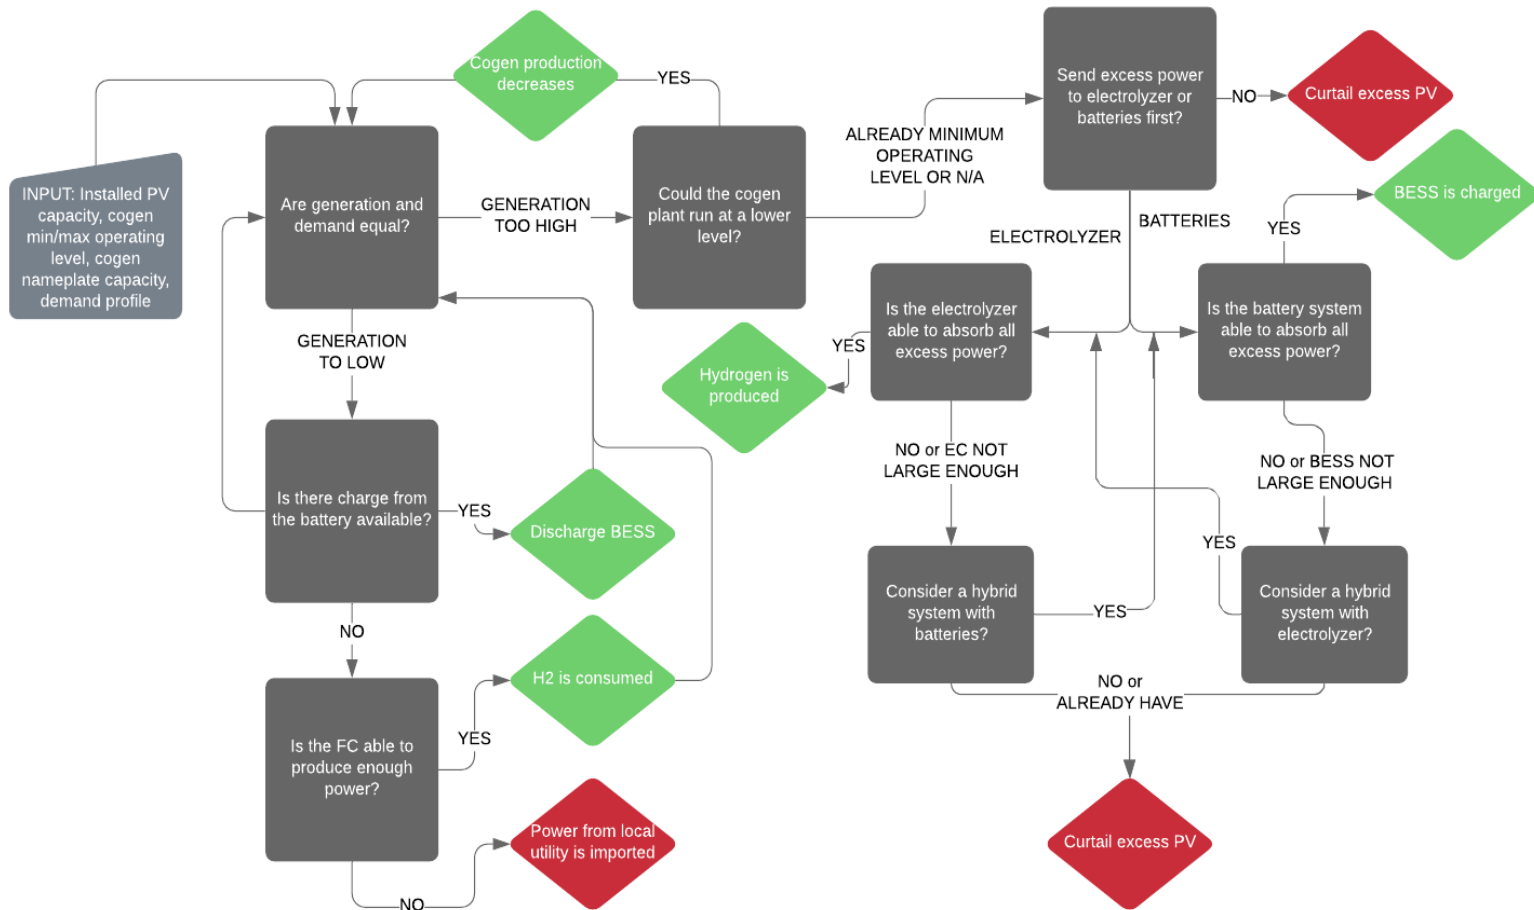 INPUT: Installed PV
capacity, cogen
min/max operating
level, cogen
nameplate capacity,
demand profile
Cogen production
decreases
YES
Are generation and
demand equal?
GENERATION
TOO HIGH
Could the cogen
plant run at a lower
level?
ALREADY MINIMUM
OPERATING
LEVEL OR N/A
Send excess power
to electrolyzer or
batteries first?
NO
Curtail excess PV
ELECTROLYZER
BATTERIES
BESS is charged
YES
Is the electrolyzer
able to absorb all
excess power?
YES
Hydrogen is
produced
Is the battery system
able to absorb all
excess power?
NO or EC NOT
LARGE ENOUGH
NO or BESS NOT
LARGE ENOUGH
Consider a hybrid
system with
batteries?
YES
YES
Consider a hybrid
system with
electrolyzer?
NO or
ALREADY HAVE
Curtail excess PV
GENERATION
TO LOW
Is there charge from
the battery available?
YES
Discharge BESS
NO
Is the FC able to
produce enough
power?
YES
H2 is consumed
NO
Power from local
utility is imported